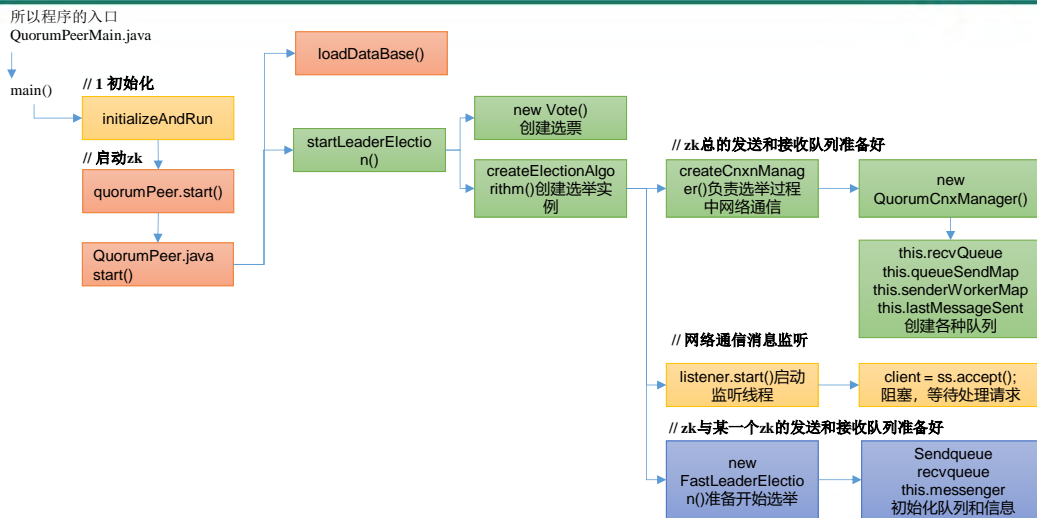 所以程序的入口
QuorumPeerMain.java
main()
// 1 初始化
initializeAndRun
// 启动zk
quorumPeer.start()
QuorumPeer.java
start()
loadDataBase()
startLeaderElectio
n()
new Vote()
创建选票
createElectionAlgo
rithm()创建选举实
例
// zk总的发送和接收队列准备好
createCnxnManag
er()负责选举过程
中网络通信
new
QuorumCnxManager()
this.recvQueue
this.queueSendMap
this.senderWorkerMap
this.lastMessageSent
创建各种队列
// 网络通信消息监听
listener.start()启动
监听线程
client = ss.accept();
阻塞，等待处理请求
// zk与某一个zk的发送和接收队列准备好
new
FastLeaderElectio
n()准备开始选举
Sendqueue
recvqueue
this.messenger
初始化队列和信息